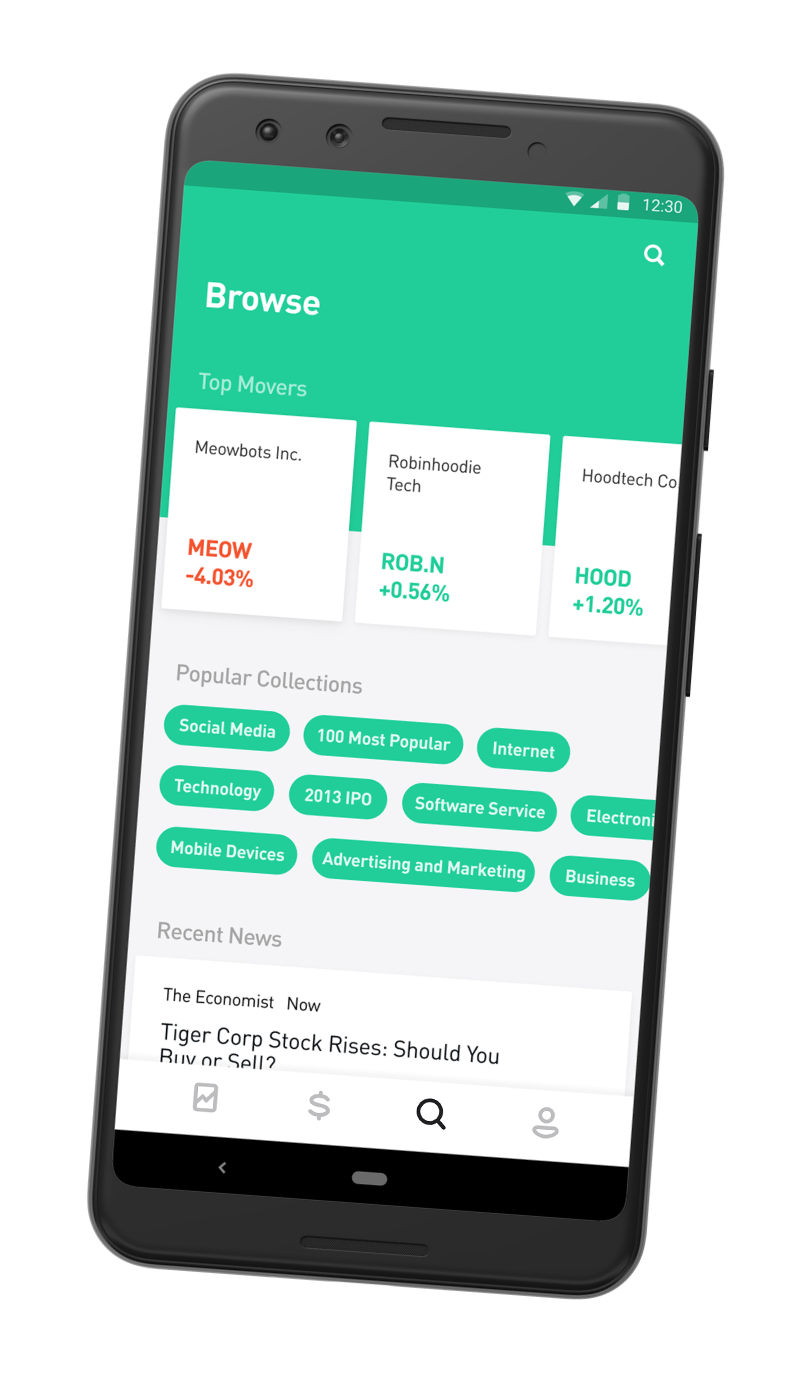 12:30
Browse
Top Movers
Meowbots Inc.
MEOW
-4.03%
Robinhoodie
Tech
ROB.N
+0.56%
Hoodtech Co
HOOD
+1.20%
Popular Collections
Social Media
100 Most Popular
Internet
Technology
2013 IPO
Software Service
Electroni
Mobile Devices
Advertising and Marketing
Business
Recent News
The Economist Now
Tiger Corp Stock Rises: Should You
Buy or Sell?